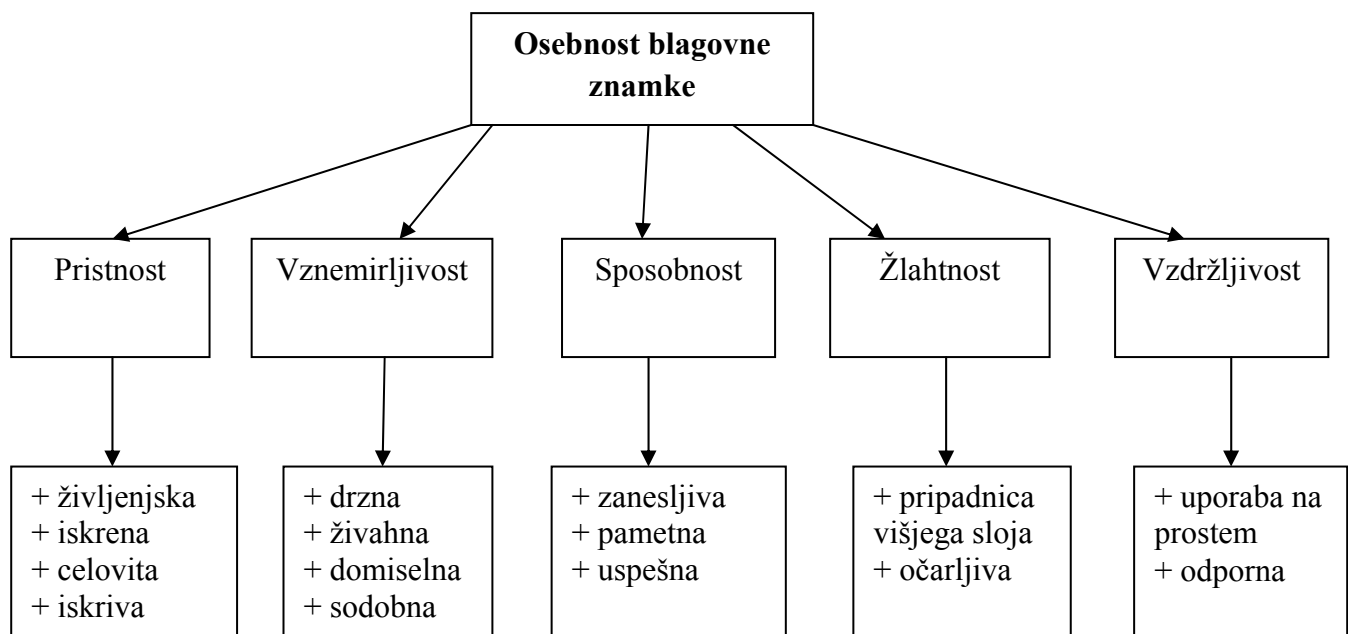 Osebnost blagovne
znamke
Pristnost
Vznemirljivost
Sposobnost
Žlahtnost
Vzdržljivost
+ življenjska
+ iskrena
+ celovita
+ iskriva
+ drzna
+ živahna
+ domiselna
+ sodobna
+ zanesljiva
+ pametna
+ uspešna
+ pripadnica
višjega sloja
+ očarljiva
+ uporaba na
prostem
+ odporna